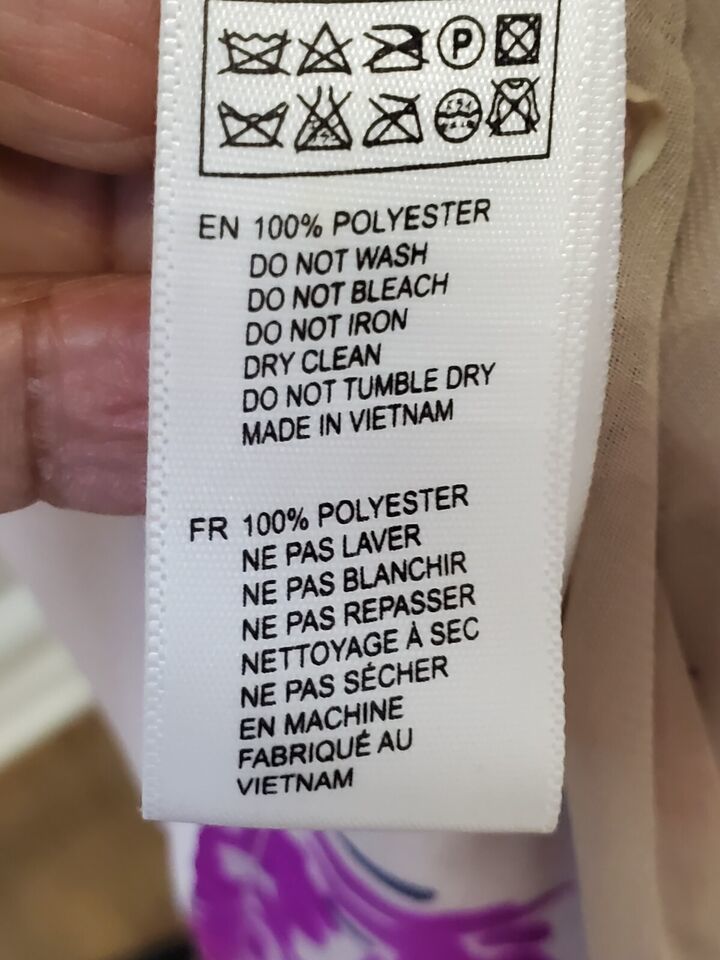 P
EN 100% POLYESTER
DO NOT WASH
DO NOT BLEACH
DO NOT IRON
DRY CLEAN
DO NOT TUMBLE DRY
MADE IN VIETNAM
FR 100% POLYESTER
NE PAS LAVER
NE PAS BLANCHIR
NE PAS REPASSER
NETTOYAGE À SEC
NE PAS SÉCHER
EN MACHINE
FABRIQUÉ AU
VIETNAM